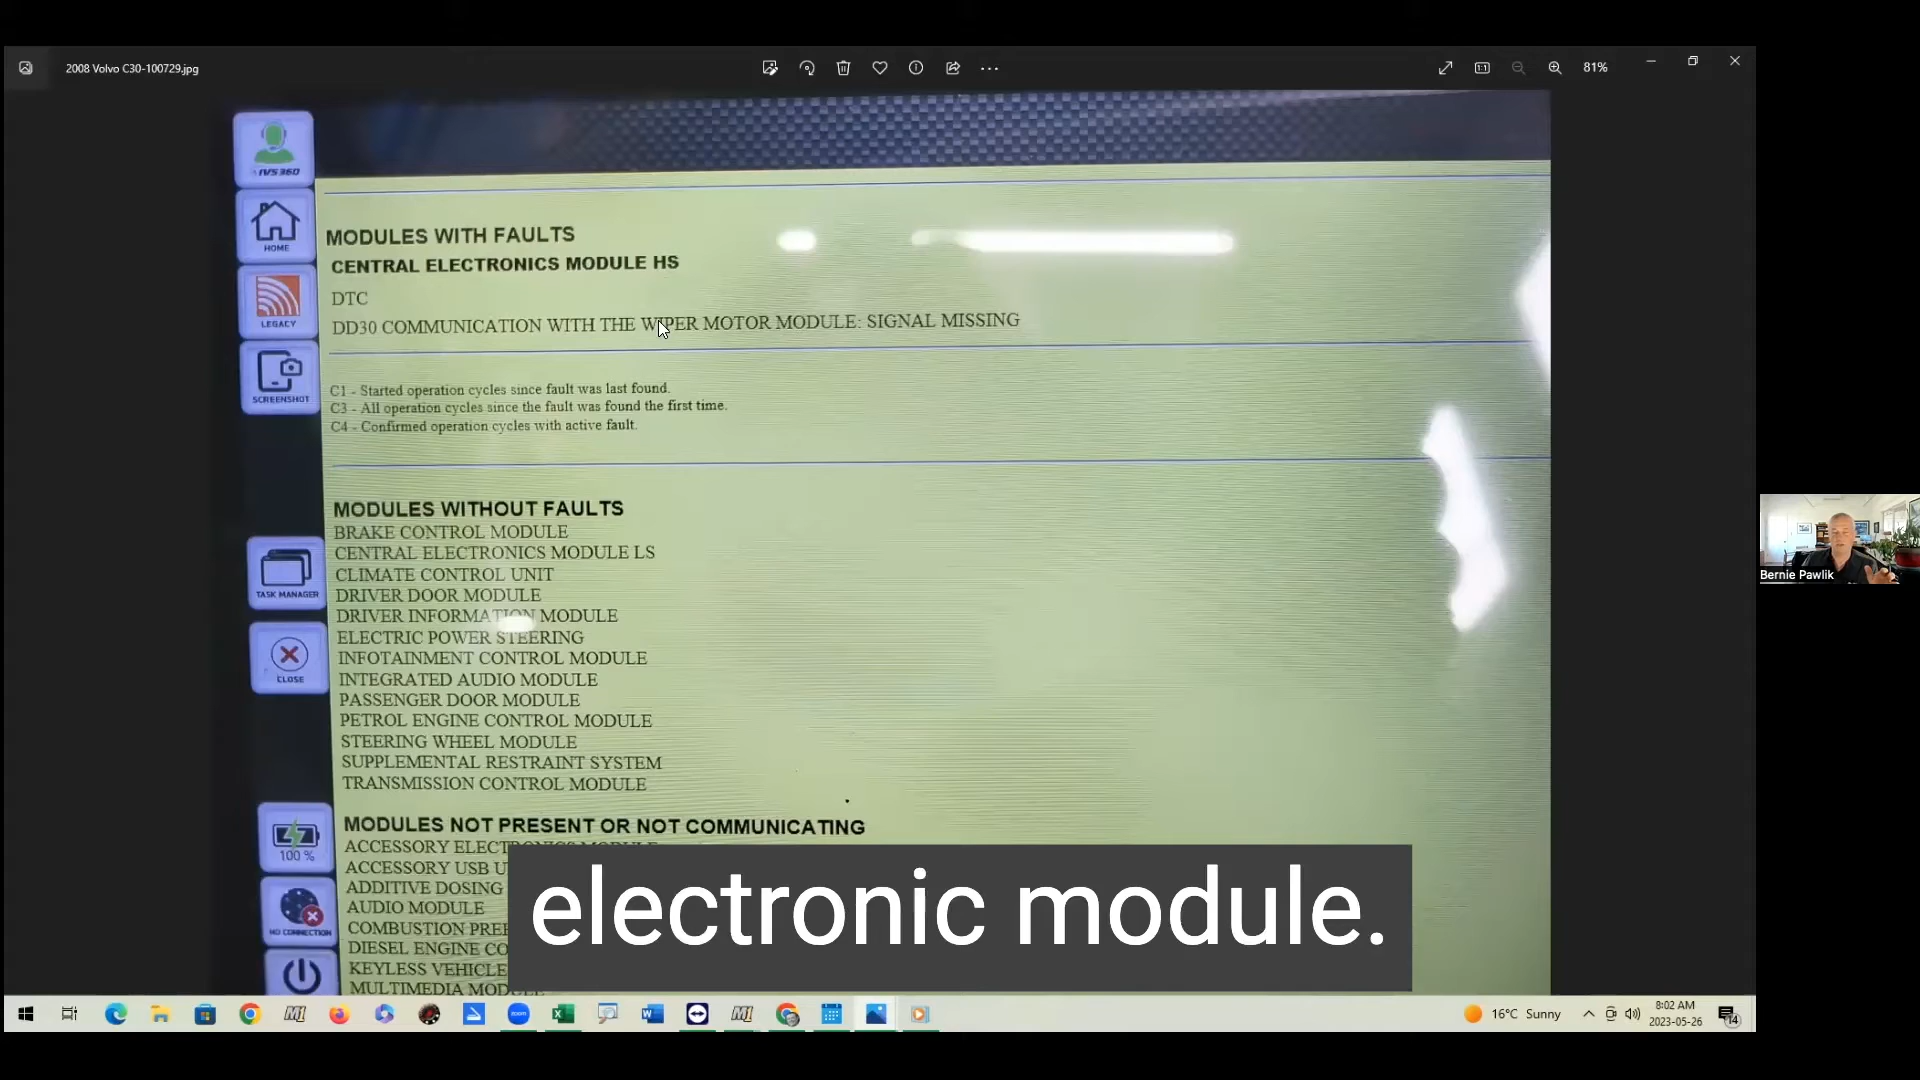 2008 Volvo C30-100729.jpg
81%
IVS 360
HOME
LEGACY
SCREENSHOT
TASK MANAGER
CLOSE
100 %
NO CONNECTION
MODULES WITH FAULTS
CENTRAL ELECTRONICS MODULE HS
DTC
DD30 COMMUNICATION WITH THE WIPER MOTOR MODULE: SIGNAL MISSING
C1 - Started operation cycles since fault was last found.
C3 - All operation cycles since the fault was found the first time.
C4 - Confirmed operation cycles with active fault.
MODULES WITHOUT FAULTS
BRAKE CONTROL MODULE
CENTRAL ELECTRONICS MODULE LS
CLIMATE CONTROL UNIT
DRIVER DOOR MODULE
DRIVER INFORMATION MODULE
ELECTRIC POWER STEERING
INFOTAINMENT CONTROL MODULE
INTEGRATED AUDIO MODULE
PASSENGER DOOR MODULE
PETROL ENGINE CONTROL MODULE
STEERING WHEEL MODULE
SUPPLEMENTAL RESTRAINT SYSTEM
TRANSMISSION CONTROL MODULE
MODULES NOT PRESENT OR NOT COMMUNICATING
ACCESSORY ELECTRONICS MODULE
ACCESSORY USB
ADDITIVE DOSING
AUDIO MODULE
COMBUSTION
DIESEL ENGINE
KEYLESS VEHICLE
MULTIMEDIA MODULE
electronic module.
Bernie Pawlik
zoom
16°C Sunny
8:02 AM
2023-05-26
14